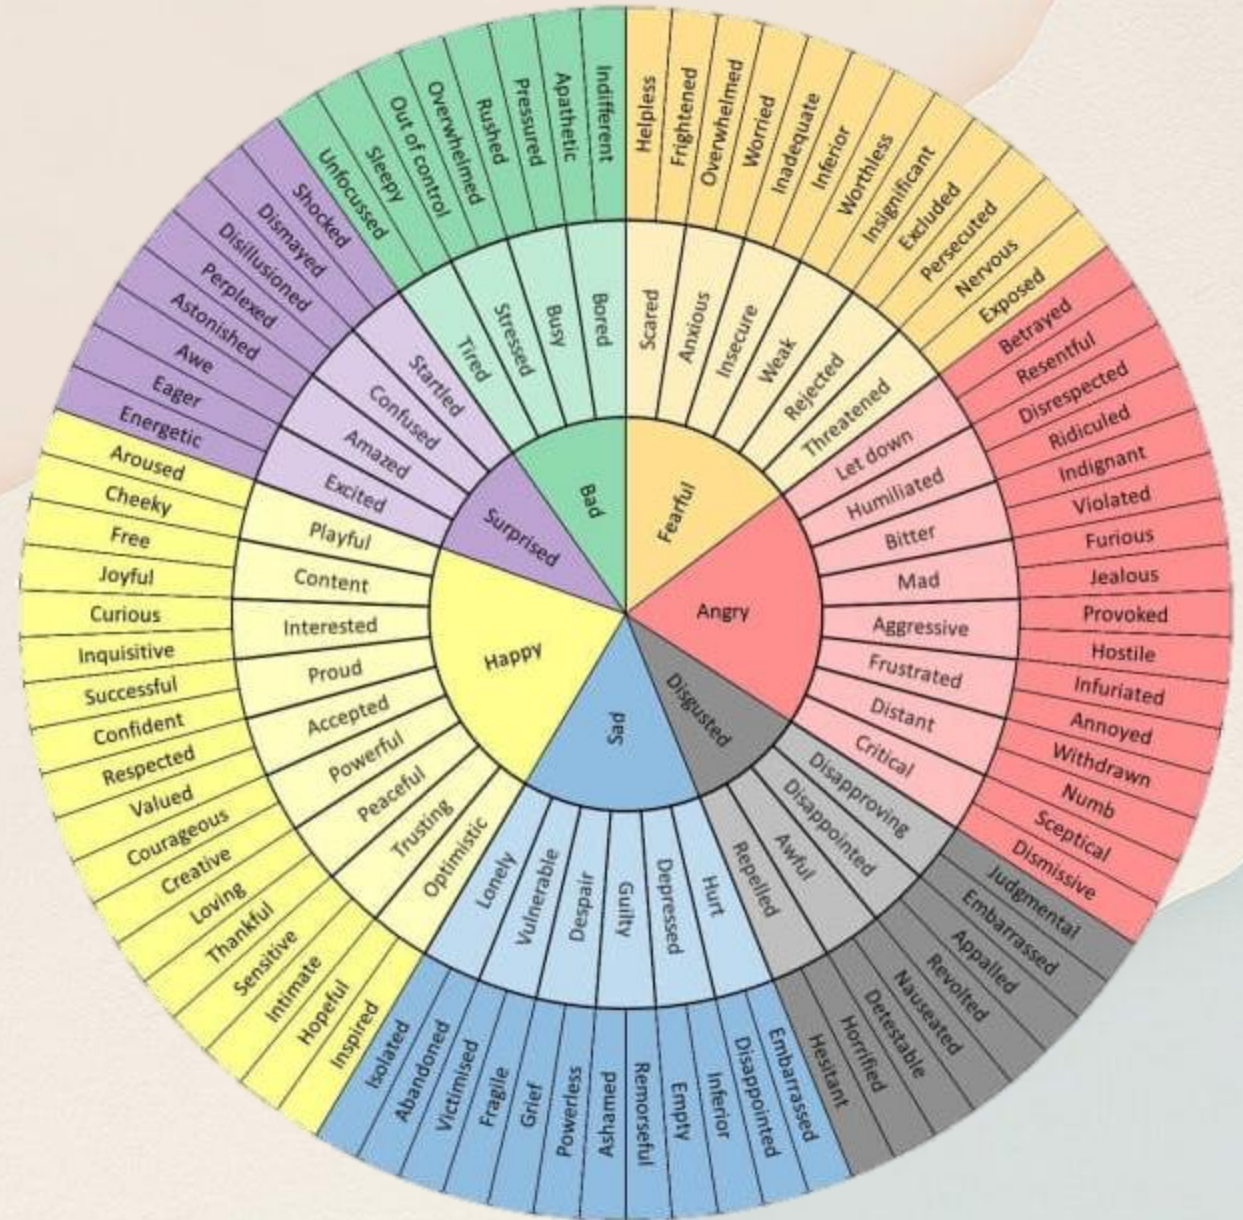 Fearful
Angry
Disgusted
Sad
Happy
Surprised
Bad
Scared
Anxious
Insecure
Weak
Rejected
Threatened
Let down
Humiliated
Bitter
Mad
Aggressive
Frustrated
Distant
Critical
Disapproving
Disappointed
Awful
Repelled
Hurt
Depressed
Guilty
Despair
Vulnerable
Lonely
Optimistic
Trusting
Peaceful
Powerful
Accepted
Proud
Interested
Content
Playful
Excited
Amazed
Confused
Startled
Tired
Stressed
Busy
Bored
Helpless
Frightened
Overwhelmed
Worried
Inadequate
Inferior
Worthless
Insignificant
Excluded
Persecuted
Nervous
Exposed
Betrayed
Resentful
Disrespected
Ridiculed
Indignant
Violated
Furious
Jealous
Provoked
Hostile
Infuriated
Annoyed
Withdrawn
Numb
Sceptical
Dismissive
Judgmental
Embarrassed
Appalled
Revolted
Nauseated
Detestable
Horrified
Hesitant
Embarrassed
Disappointed
Inferior
Empty
Remorseful
Ashamed
Powerless
Grief
Fragile
Victimised
Abandoned
Isolated
Inspired
Hopeful
Intimate
Sensitive
Thankful
Loving
Creative
Courageous
Valued
Respected
Confident
Successful
Inquisitive
Curious
Joyful
Free
Cheeky
Aroused
Energetic
Eager
Awe
Astonished
Perplexed
Disillusioned
Dismayed
Shocked
Unfocussed
Sleepy
Out of control
Overwhelmed
Rushed
Pressured
Apathetic
Indifferent